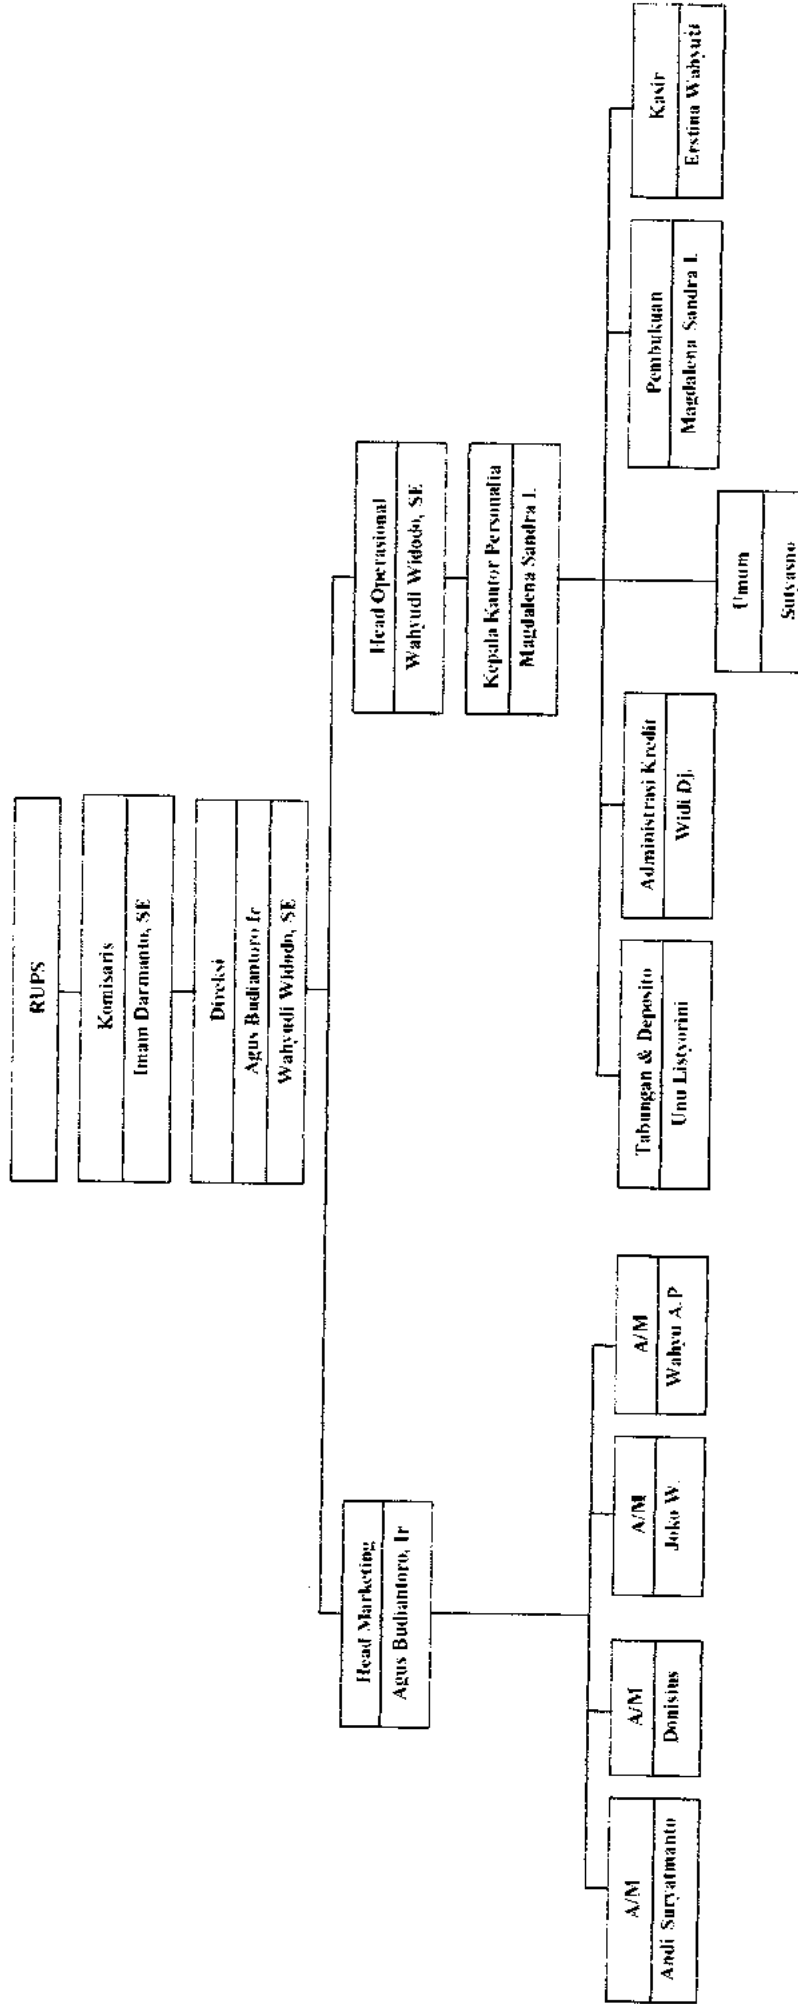 RUPS
Komisaris
Imam Darmanto, SE
Direksi
Agus Budiantoro Ir
Wahyudi Widodo, SE
Head Marketing
Agus Budiantoro, Ir
Head Operasional
Wahyudi Widodo, SE
Kepala Kantor Personalia
Magdalena Sandra I.
A/M
Andi Suryatmanto
A/M
Donisius
A/M
Joko W.
A/M
Wahyu A.P
Tabungan & Deposito
Unu Listyorini
Administrasi Kredit
Widi Dj.
Umum
Sutyasno
Pembukuan
Magdalena Sandra I.
Kasir
Erstina Wahyuti